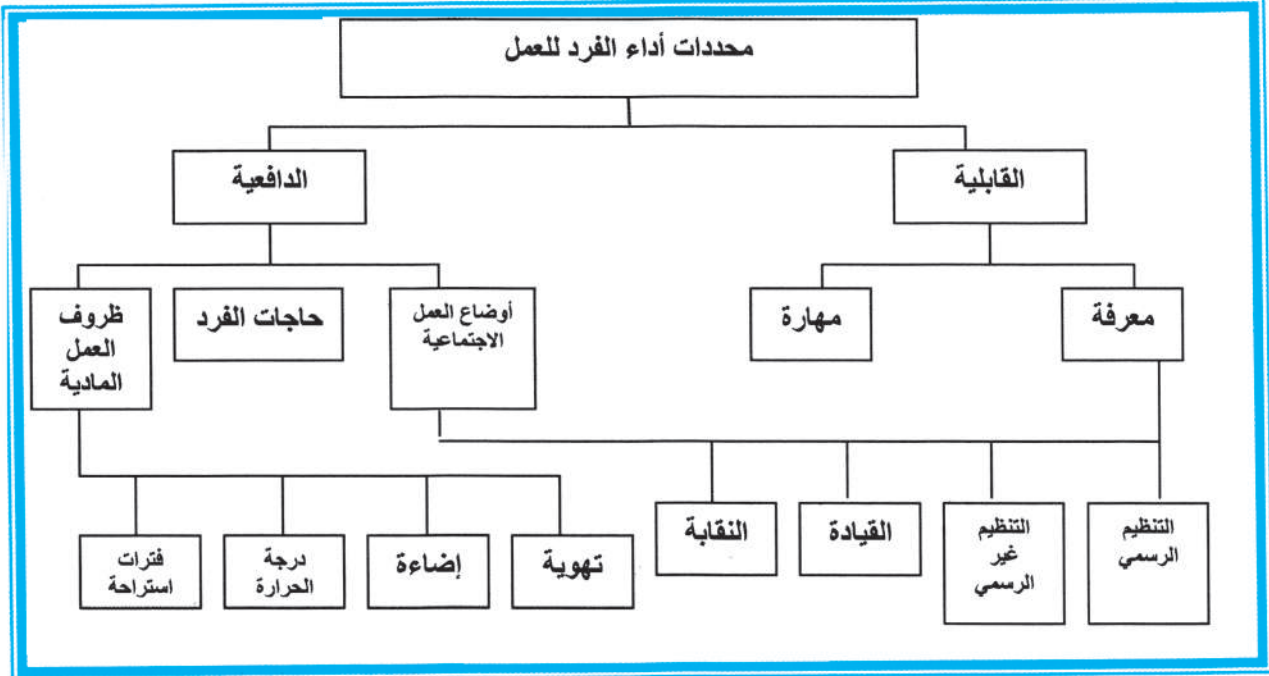 محددات أداء الفرد للعمل
القابلية
الدافعية
معرفة
مهارة
أوضاع العمل
الاجتماعية
حاجات الفرد
ظروف
العمل
المادية
التنظيم
الرسمي
التنظيم
غير
الرسمي
القيادة
النقابة
تهوية
إضاءة
درجة
الحرارة
فترات
استراحة